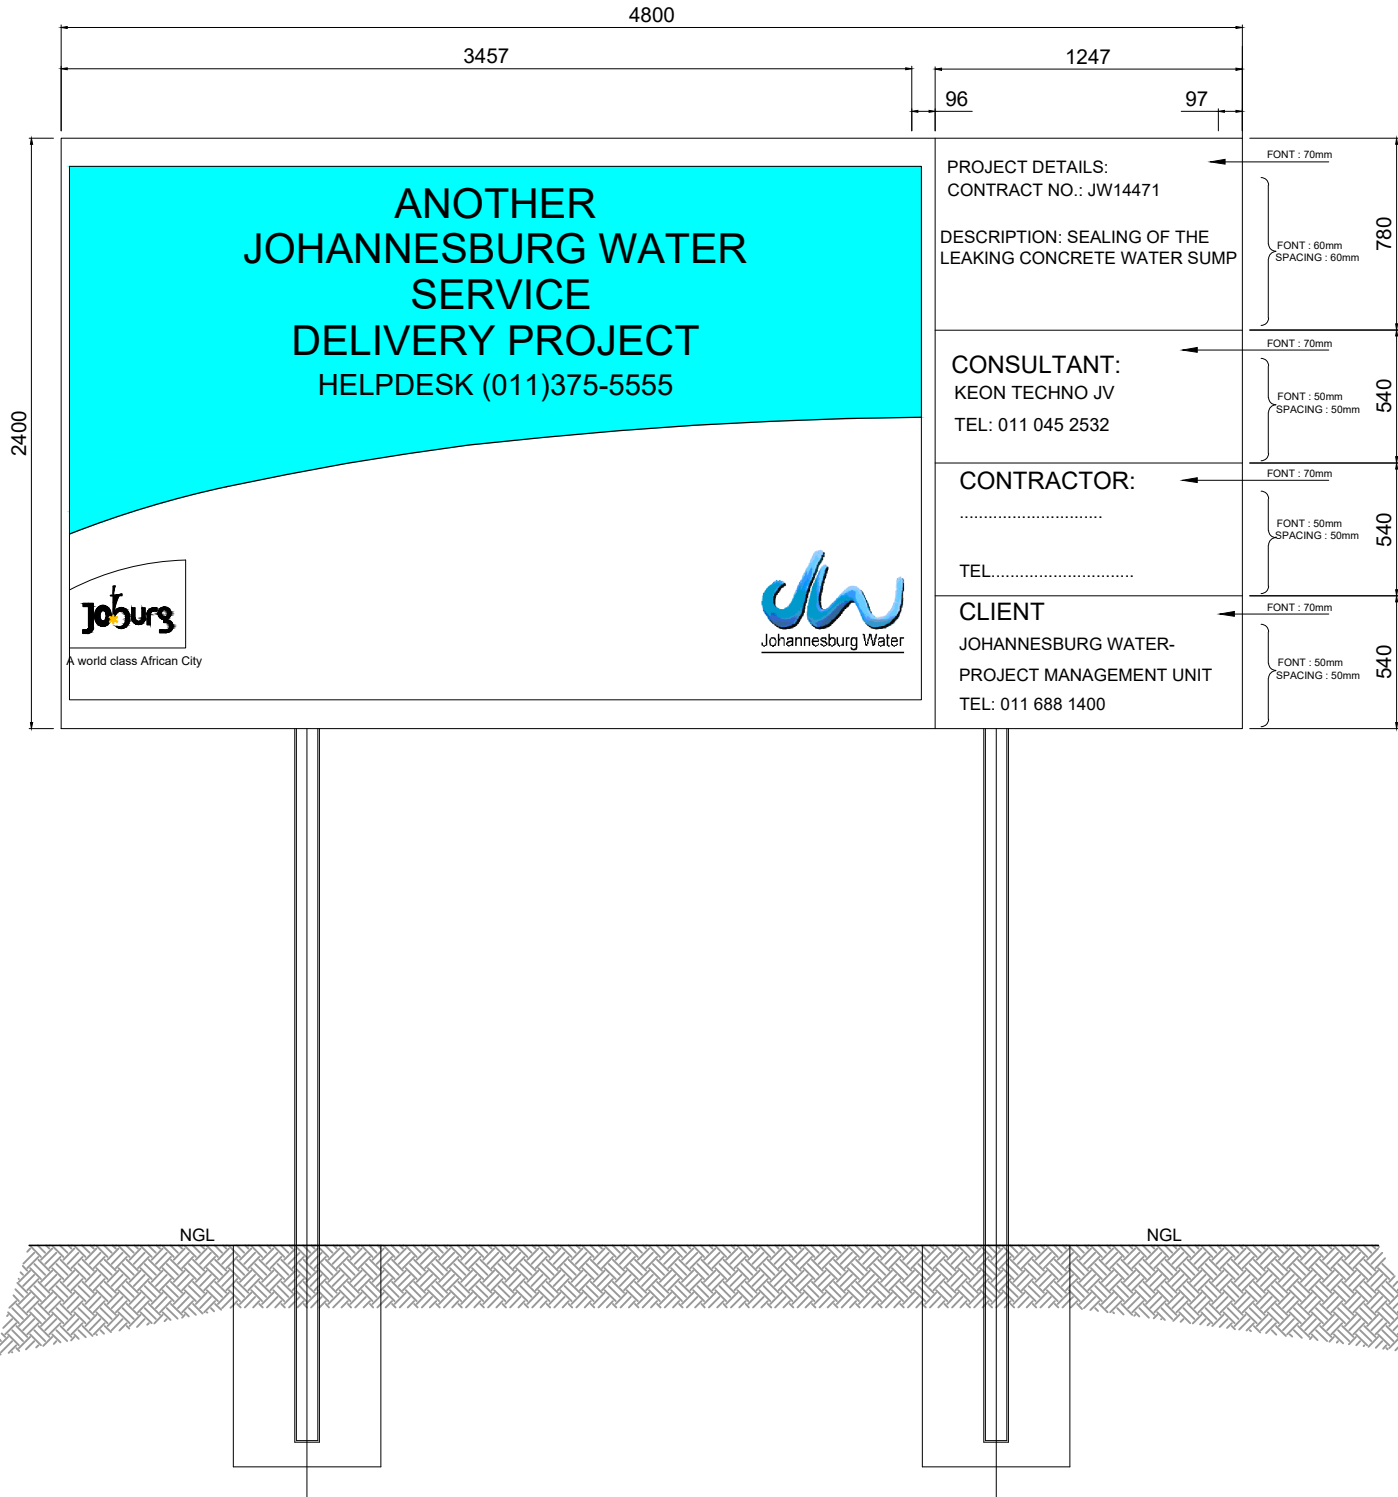 4800
3457
1247
96
97
2400
ANOTHER
JOHANNESBURG WATER
SERVICE
DELIVERY PROJECT
HELPDESK (011)375-5555
Joburg
A world class African City
Johannesburg Water
PROJECT DETAILS:
CONTRACT NO.: JW14471
DESCRIPTION: SEALING OF THE
LEAKING CONCRETE WATER SUMP
FONT : 70mm
FONT : 60mm
SPACING : 60mm
780
CONSULTANT:
KEON TECHNO JV
TEL: 011 045 2532
FONT : 70mm
FONT : 50mm
SPACING : 50mm
540
CONTRACTOR:
..............................
TEL..............................
FONT : 70mm
FONT : 50mm
SPACING : 50mm
540
CLIENT
JOHANNESBURG WATER-
PROJECT MANAGEMENT UNIT
TEL: 011 688 1400
FONT : 70mm
FONT : 50mm
SPACING : 50mm
540
NGL
NGL